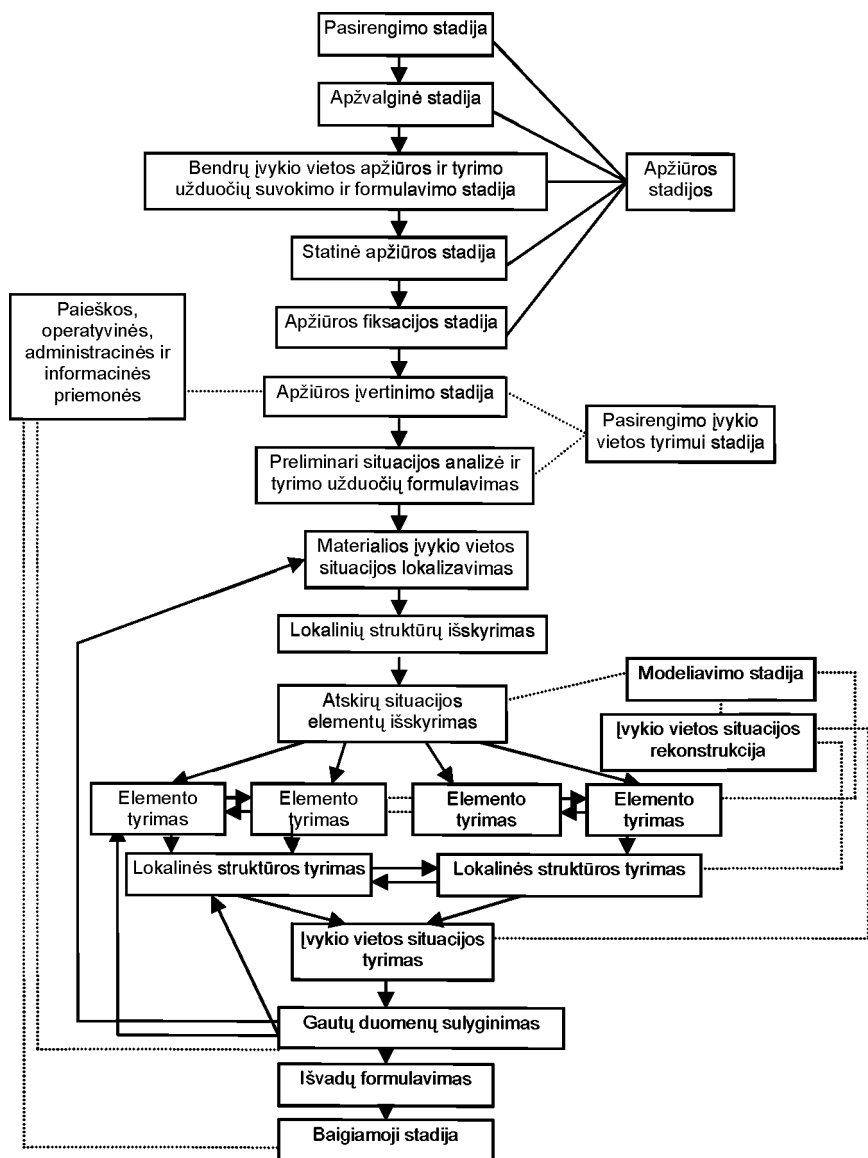 Pasirengimo stadija
Apžvalginė stadija
Bendrų įvykio vietos apžiūros ir tyrimo
užduočių suvokimo ir formulavimo stadija
Apžiūros
stadijos
Statinė apžiūros stadija
Paieškos,
operatyvinės,
administracinės ir
informacinės
priemonės
Apžiūros fiksacijos stadija
Apžiūros įvertinimo stadija
Pasirengimo įvykio
vietos tyrimui stadija
Preliminari situacijos analizė ir
tyrimo užduočių formulavimas
Materialios įvykio vietos
situacijos lokalizavimas
Lokalinių struktūrų išskyrimas
Modeliavimo stadija
Atskirų situacijos
elementų išskyrimas
Įvykio vietos situacijos
rekonstrukcija
Elemento
tyrimas
Elemento
tyrimas
Elemento
tyrimas
Elemento
tyrimas
Lokalinės struktūros tyrimas
Lokalinės struktūros tyrimas
Įvykio vietos situacijos
tyrimas
Gautų duomenų sulyginimas
Išvadų formulavimas
Baigiamoji stadija